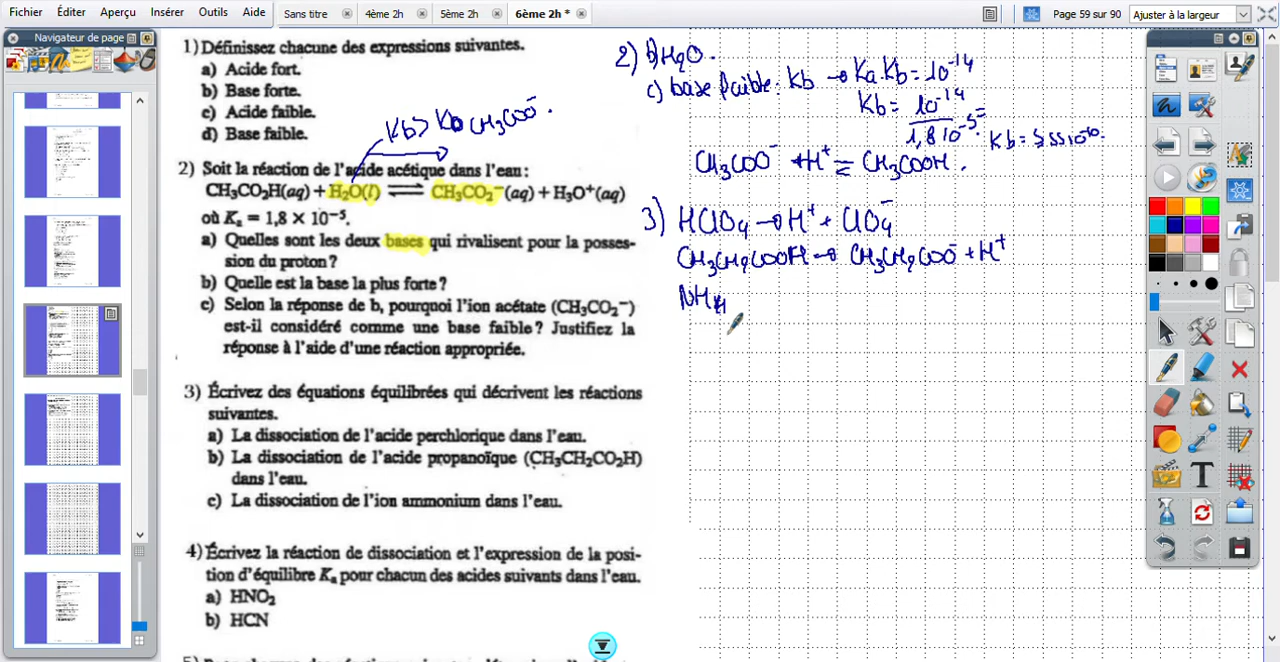 Fichier Éditer Aperçu Insérer Outils Aide
Sans titre
4ème 2h
5ème 2h
6ème 2h *
Page 59 sur 90
Ajuster à la largeur
Navigateur de page
1) Définissez chacune des expressions suivantes.
a) Acide fort.
b) Base forte.
c) Acide faible.
d) Base faible.
Kb > Kb CH3COO⁻.
2) Soit la réaction de l'acide acétique dans l'eau :
CH₃CO₂H(aq) + H₂O(l) ⇌ CH₃CO₂⁻(aq) + H₃O⁺(aq)
où Kₐ = 1,8 × 10⁻⁵.
a) Quelles sont les deux bases qui rivalisent pour la posses-
sion du proton ?
b) Quelle est la base la plus forte ?
c) Selon la réponse de b, pourquoi l'ion acétate (CH₃CO₂⁻)
est-il considéré comme une base faible ? Justifiez la
réponse à l'aide d'une réaction appropriée.
3) Écrivez des équations équilibrées qui décrivent les réactions
suivantes.
a) La dissociation de l'acide perchlorique dans l'eau.
b) La dissociation de l'acide propanoïque (CH₃CH₂CO₂H)
dans l'eau.
c) La dissociation de l'ion ammonium dans l'eau.
4) Écrivez la réaction de dissociation et l'expression de la posi-
tion d'équilibre Kₐ pour chacun des acides suivants dans l'eau.
a) HNO₂
b) HCN
2) b) H2O.
c) base faible : Kb → Ka.Kb = 10⁻¹⁴
Kb = 10⁻¹⁴
1,8 10⁻⁵
Kb = 5.55 10⁻¹⁰.
CH3COO⁻ + H⁺ ⇌ CH3COOH.
3) HClO4 → H⁺ + ClO4⁻
CH3CH2COOH → CH3CH2COO⁻ + H⁺
NH4